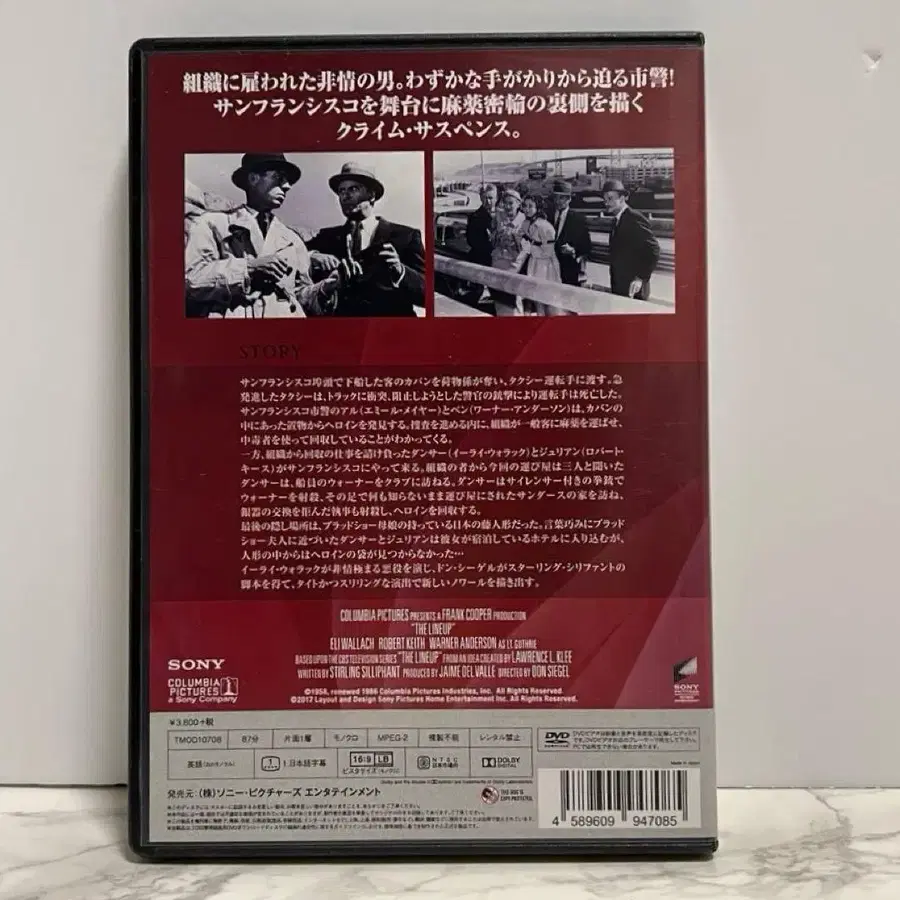 組織に雇われた非情の男。わずかな手がかりから迫る市警!
サンフランシスコを舞台に麻薬密輸の裏側を描く
クライム・サスペンス。
STORY
サンフランシスコ埠頭で下船した客のカバンを荷物係が奪い、タクシー運転手に渡す。急
発進したタクシーは、トラックに衝突、阻止しようとした警官の銃撃により運転手は死亡した。
サンフランシスコ市警のアル(エミール・メイヤー)とベン(ワーナー・アンダーソン)は、カバンの
中にあった置物からヘロインを発見する。捜査を進める内に、組織が一般客に麻薬を運ばせ、
中毒者を使って回収していることがわかってくる。
一方、組織から回収の仕事を請け負ったダンサー(イーライ・ウォラック)とジュリアン(ロバート・
キース)がサンフランシスコにやって来る。組織の者から今回の運び屋は三人と聞いた
ダンサーは、船員のウォーナーをクラブに訪ねる。ダンサーはサイレンサー付きの拳銃で
ウォーナーを射殺、その足で何も知らないまま運び屋にされたサンダースの家を訪ね、
銀器の交換を拒んだ執事も射殺し、ヘロインを回収する。
最後の隠し場所は、ブラッドショー母娘の持っている日本の藤人形だった。言葉巧みにブラッド
ショー夫人に近づいたダンサーとジュリアンは彼女が宿泊しているホテルに入り込むが、
人形の中からはヘロインの袋が見つからなかった…
イーライ・ウォラックが非情極まる悪役を演じ、ドン・シーゲルがスターリング・シリファントの
脚本を得て、タイトかつスリリングな演出で新しいノワールを描き出す。
COLUMBIA PICTURES PRESENTS A FRANK COOPER PRODUCTION
"THE LINEUP"
ELI WALLACH ROBERT KEITH WARNER ANDERSON AS LT. GUTHRIE
BASED UPON THE CBS TELEVISION SERIES "THE LINEUP" FROM AN IDEA CREATED BY LAWRENCE L. KLEE
WRITTEN BY STIRLING SILLIPHANT PRODUCED BY JAIME DEL VALLE DIRECTED BY DON SIEGEL
©1958, renewed 1986 Columbia Pictures Industries, Inc. All Rights Reserved.
©2017 Layout and Design Sony Pictures Home Entertainment Inc. All Rights Reserved.
SONY
COLUMBIA
PICTURES
a Sony Company
SONY
PICTURES
¥3,800+税
TMOD10708 87分 片面1層 モノクロ MPEG-2 複製不能 レンタル禁止
英語 1 1.日本語字幕 16:9 LB ビスタサイズ NTSC 日本市場向 DOLBY DIGITAL
DVD
Made in Japan
発売元:(株)ソニー・ピクチャーズ エンタテインメント
4 589609 947085